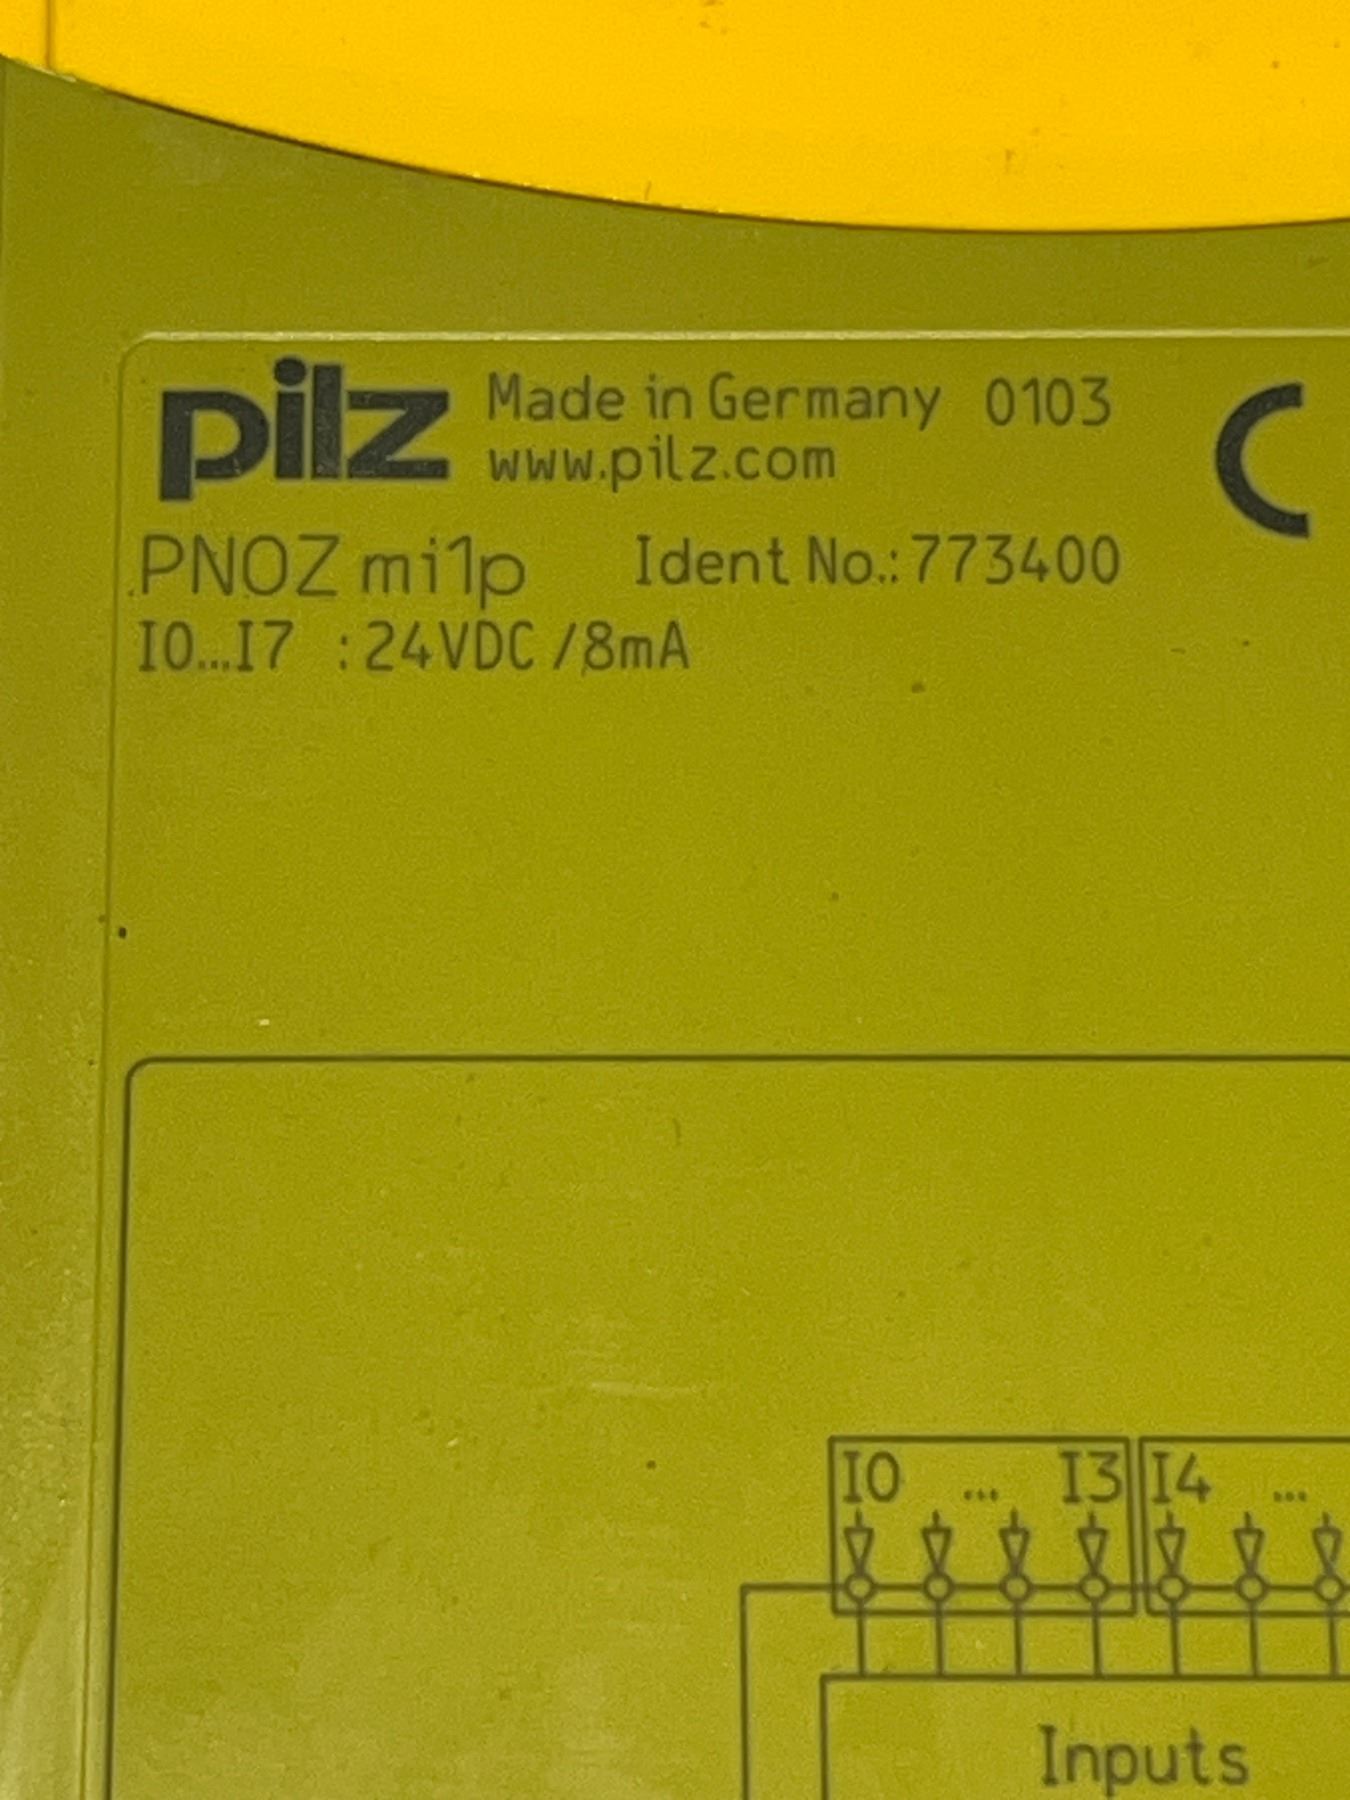 pilz Made in Germany 0103
www.pilz.com
PNOZ mi1p Ident No.: 773400
I0...I7 : 24VDC /8mA
I0 ... I3 I4 ...
Inputs